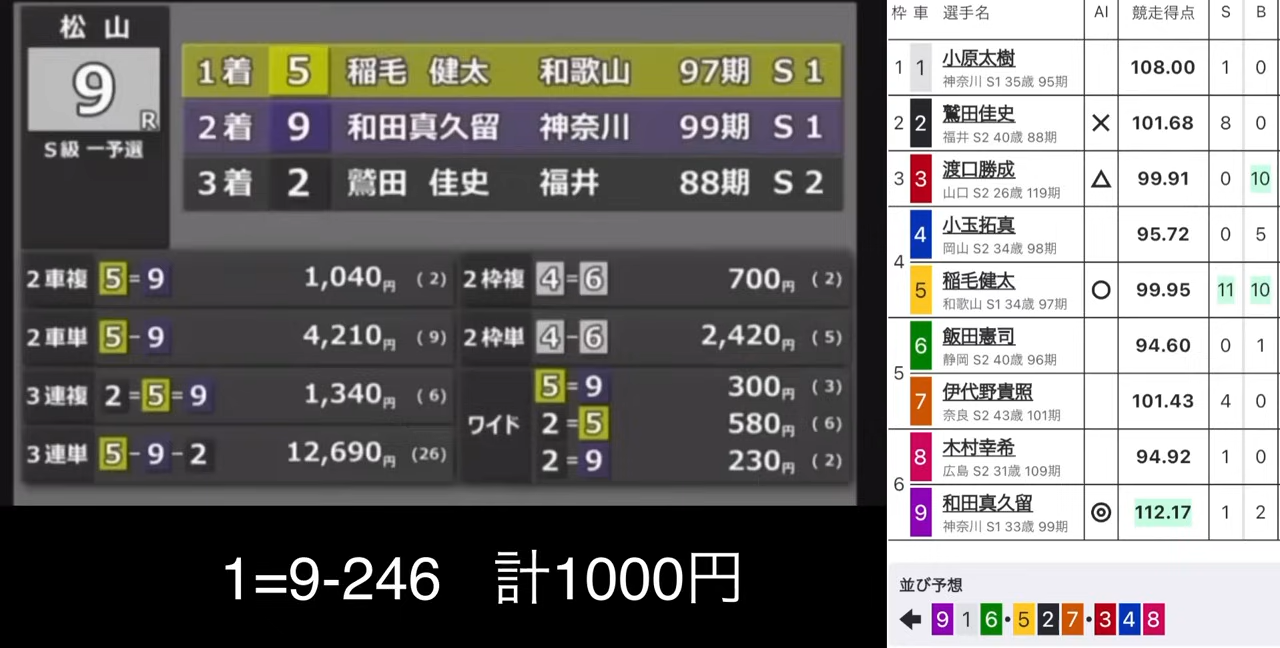 松山
9R
S級 一予選
1着 5 稲毛 健太 和歌山 97期 S1
2着 9 和田真久留 神奈川 99期 S1
3着 2 鷲田 佳史 福井 88期 S2
2車複 5=9 1,040円 (2)
2車単 5-9 4,210円 (9)
3連複 2=5=9 1,340円 (6)
3連単 5-9-2 12,690円 (26)
2枠複 4=6 700円 (2)
2枠単 4-6 2,420円 (5)
ワイド
5=9 300円 (3)
2=5 580円 (6)
2=9 230円 (2)
1=9-246 計1000円
枠 車 選手名 AI 競走得点 S B
1 1 小原太樹 108.00 1 0
神奈川 S1 35歳 95期
2 2 鷲田佳史 × 101.68 8 0
福井 S2 40歳 88期
3 3 渡口勝成 △ 99.91 0 10
山口 S2 26歳 119期
4 小玉拓真 95.72 0 5
岡山 S2 34歳 98期
4
5 稲毛健太 ○ 99.95 11 10
和歌山 S1 34歳 97期
6 飯田憲司 94.60 0 1
静岡 S2 40歳 96期
5
7 伊代野貴照 101.43 4 0
奈良 S2 43歳 101期
8 木村幸希 94.92 1 0
広島 S2 31歳 109期
6
9 和田真久留 ◎ 112.17 1 2
神奈川 S1 33歳 99期
並び予想
← 9 1 6・5 2 7・3 4 8